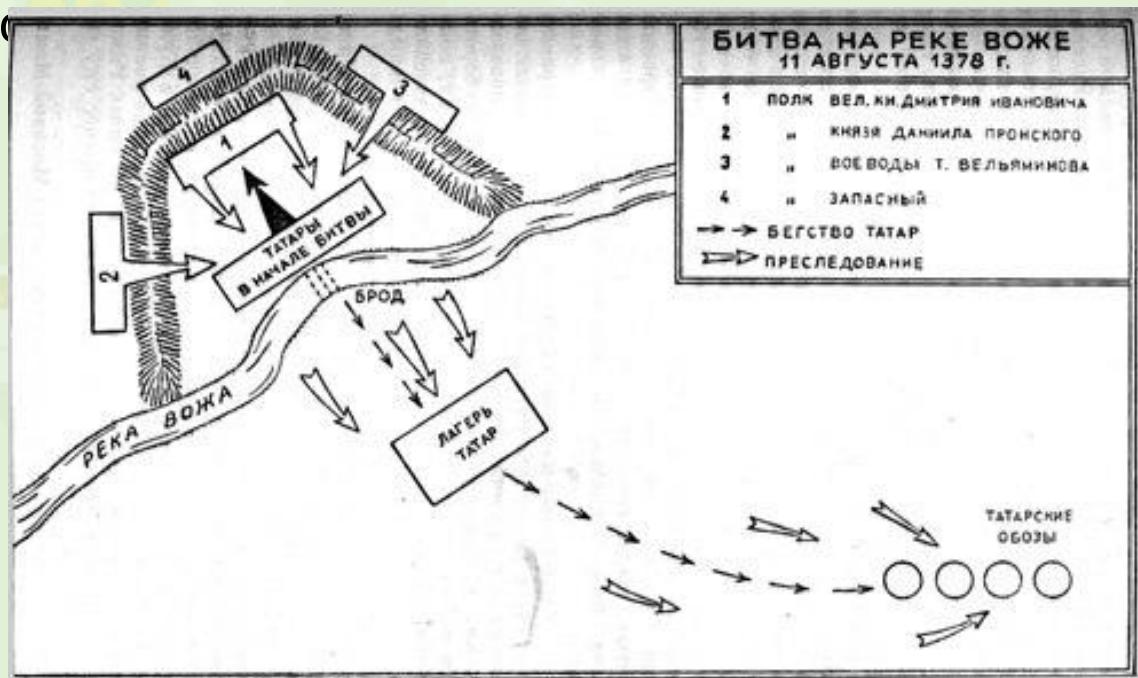 БИТВА НА РЕКЕ ВОЖЕ
11 АВГУСТА 1378 г.
1 ПОЛК ВЕЛ. КН. ДМИТРИЯ ИВАНОВИЧА
2 „ КНЯЗЯ ДАНИИЛА ПРОНСКОГО
3 „ ВОЕВОДЫ Т. ВЕЛЬЯМИНОВА
4 „ ЗАПАСНЫЙ
БЕГСТВО ТАТАР
ПРЕСЛЕДОВАНИЕ
4
3
1
2
ТАТАРЫ
В НАЧАЛЕ БИТВЫ
БРОД
РЕКА ВОЖА
ЛАГЕРЬ
ТАТАР
ТАТАРСКИЕ
ОБОЗЫ